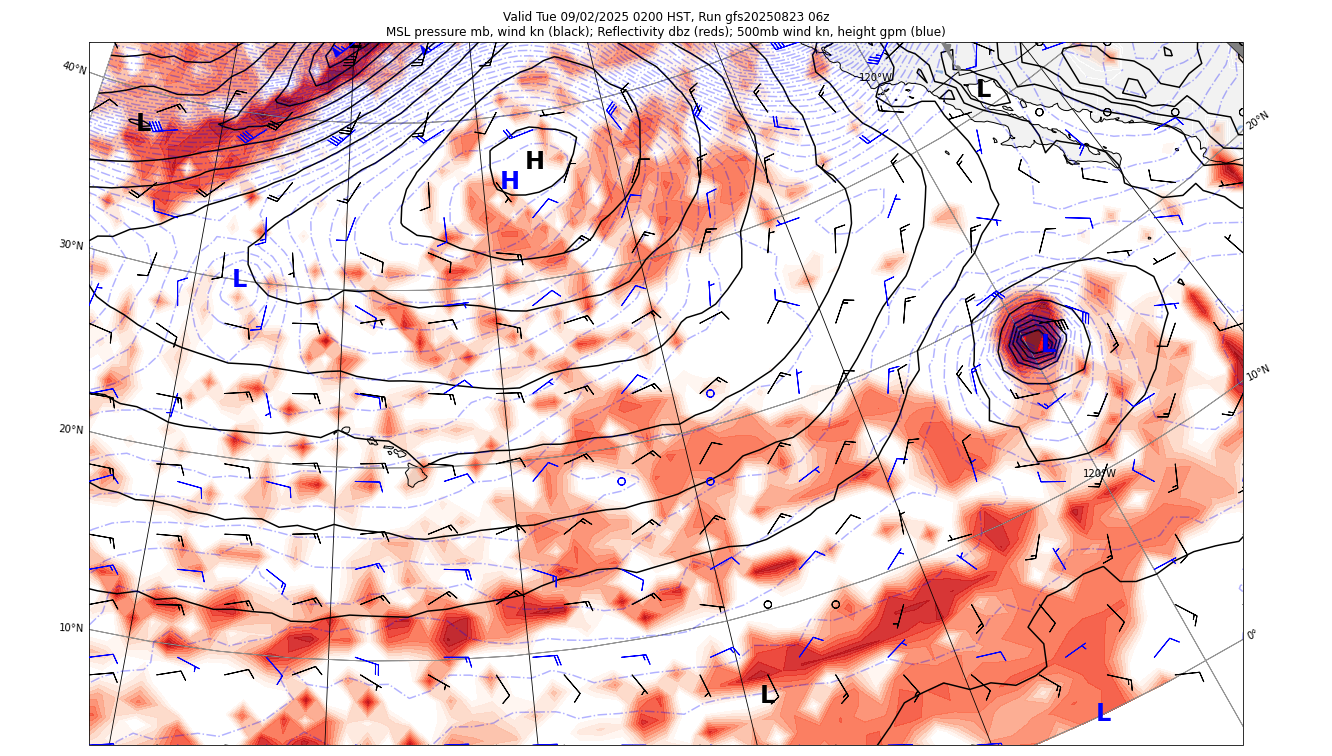 Valid Tue 09/02/2025 0200 HST, Run gfs20250823 06z
MSL pressure mb, wind kn (black); Reflectivity dbz (reds); 500mb wind kn, height gpm (blue)
40°N
120°W
L
20°N
L
H
H
30°N
L
L
10°N
20°N
120°W
10°N
0°
L
L